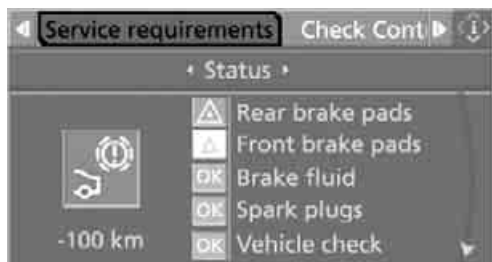 Service requirements Check Cont
Status
Rear brake pads
Front brake pads
OK Brake fluid
OK Spark plugs
OK Vehicle check
-100 km